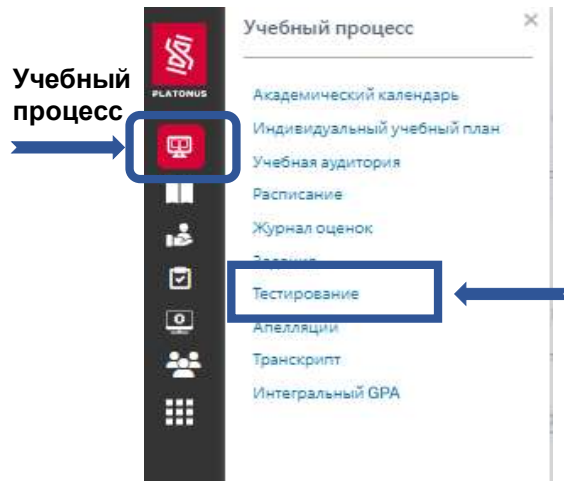 Учебный процесс
Учебный
процесс
PLATONUS
Академический календарь
Индивидуальный учебный план
Учебная аудитория
Расписание
Журнал оценок
Задания
Тестирование
Апелляции
Транскрипт
Интегральный GPA